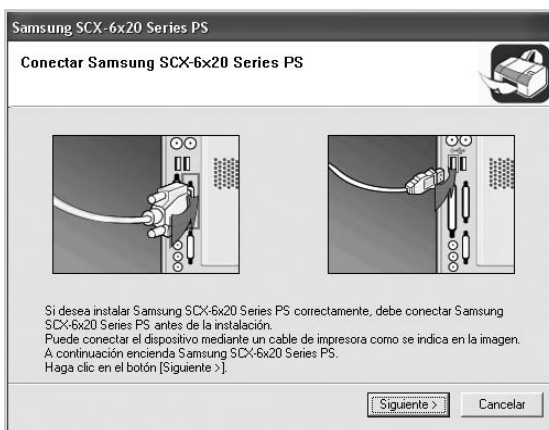 Samsung SCX-6x20 Series PS
Conectar Samsung SCX-6x20 Series PS
Si desea instalar Samsung SCX-6x20 Series PS correctamente, debe conectar Samsung
SCX-6x20 Series PS antes de la instalación.
Puede conectar el dispositivo mediante un cable de impresora como se indica en la imagen.
A continuación encienda Samsung SCX-6x20 Series PS.
Haga clic en el botón [Siguiente >].
Siguiente >
Cancelar